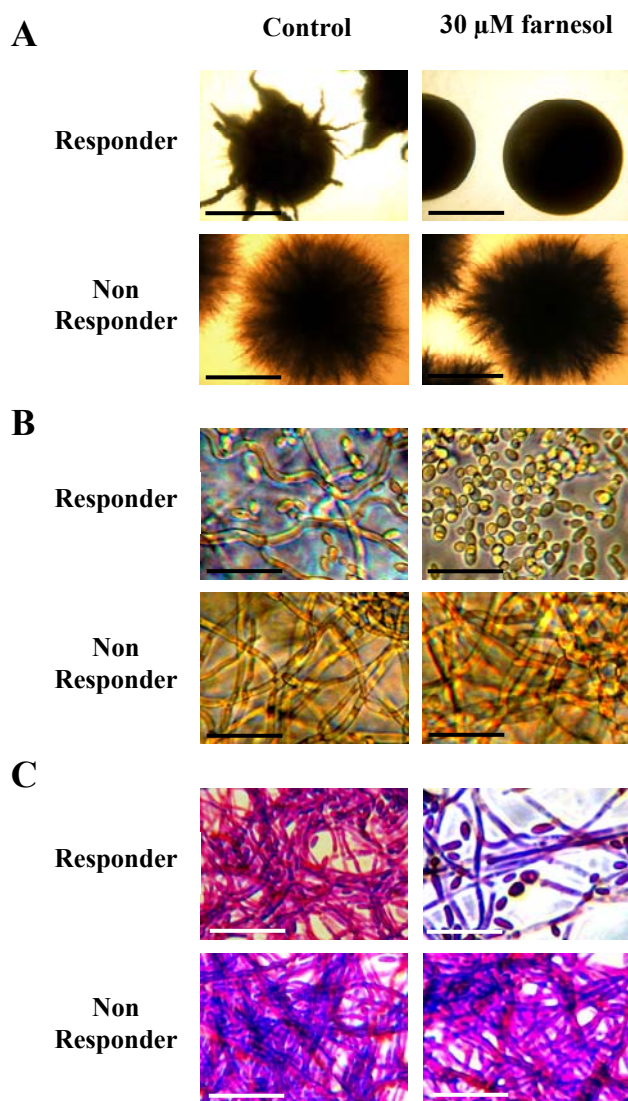 A
Control
30 µM farnesol
Responder
Non
Responder
B
Responder
Non
Responder
C
Responder
Non
Responder